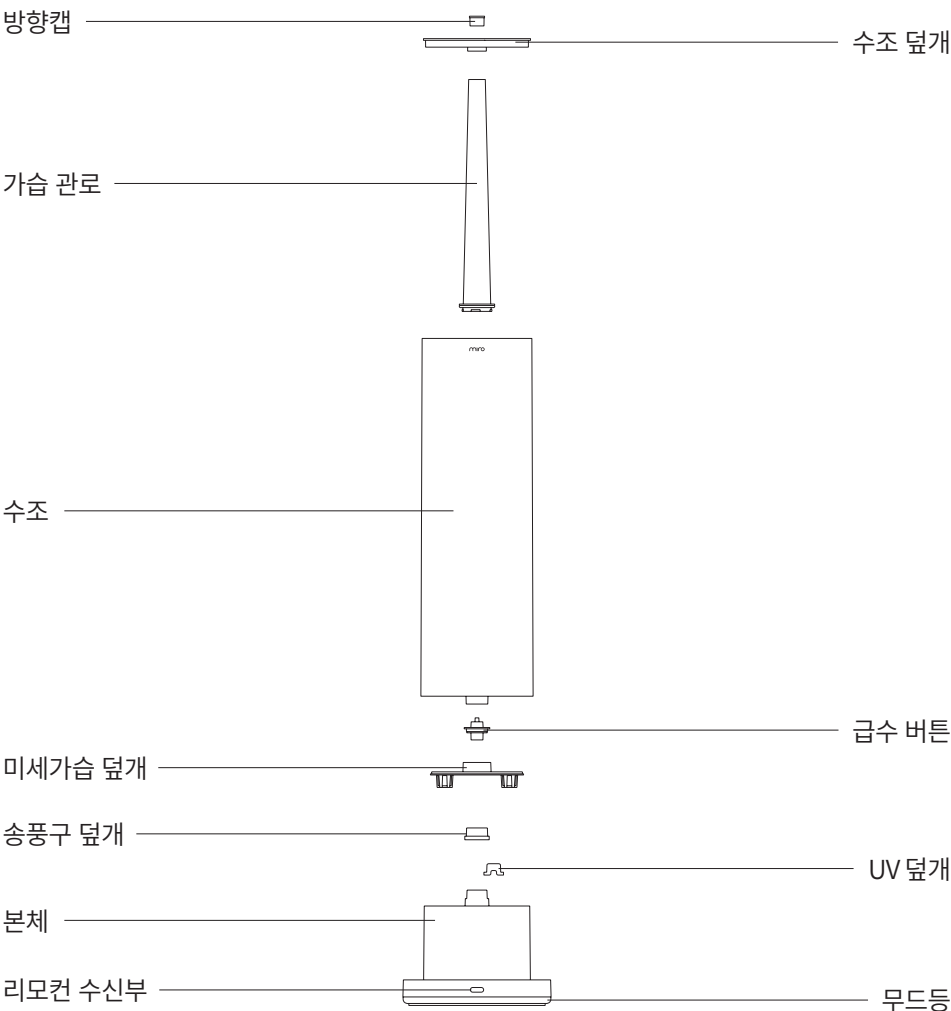 방향캡
수조 덮개
가습 관로
miro
수조
급수 버튼
미세가습 덮개
송풍구 덮개
UV 덮개
본체
리모컨 수신부
무드등